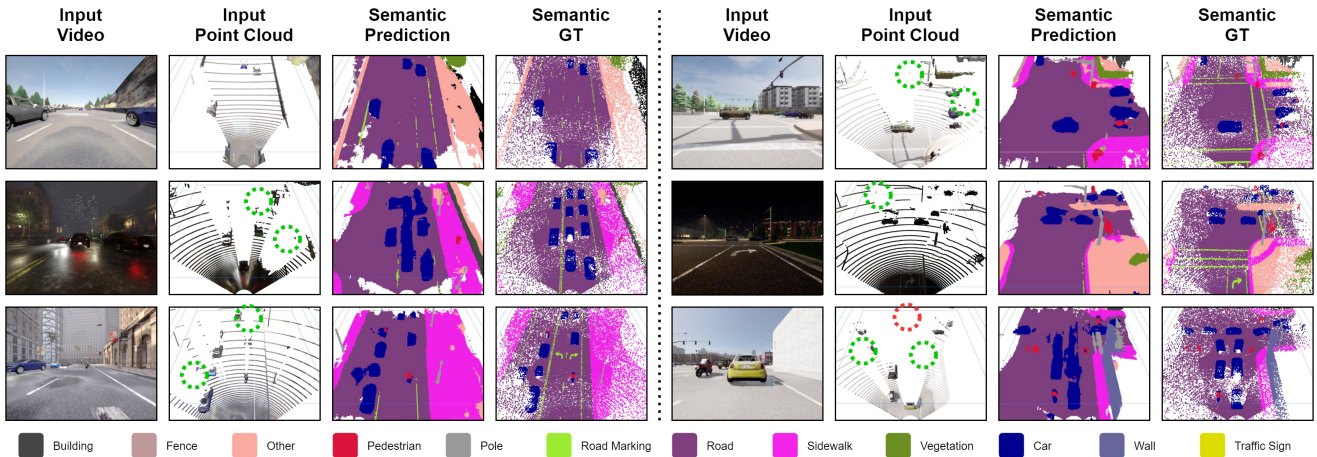 Input
Video
Input
Point Cloud
Semantic
Prediction
Semantic
GT
Input
Video
Input
Point Cloud
Semantic
Prediction
Semantic
GT
Building
Fence
Other
Pedestrian
Pole
Road Marking
Road
Sidewalk
Vegetation
Car
Wall
Traffic Sign